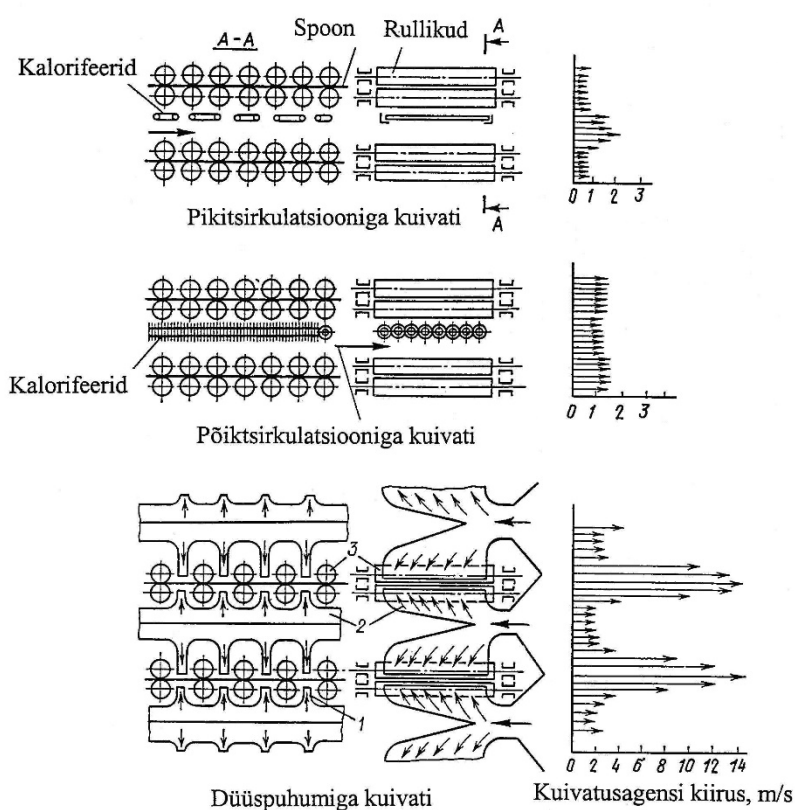 A-A
Spoon
Rullikud
A
Kalorifeerid
Pikitsirkulatsiooniga kuivati
A
0 1 2 3
Kalorifeerid
Põiktsirkulatsiooniga kuivati
0 1 2 3
3
2
1
0 2 4 6 8 10 12 14
Düüspuhumiga kuivati
Kuivatusagensi kiirus, m/s